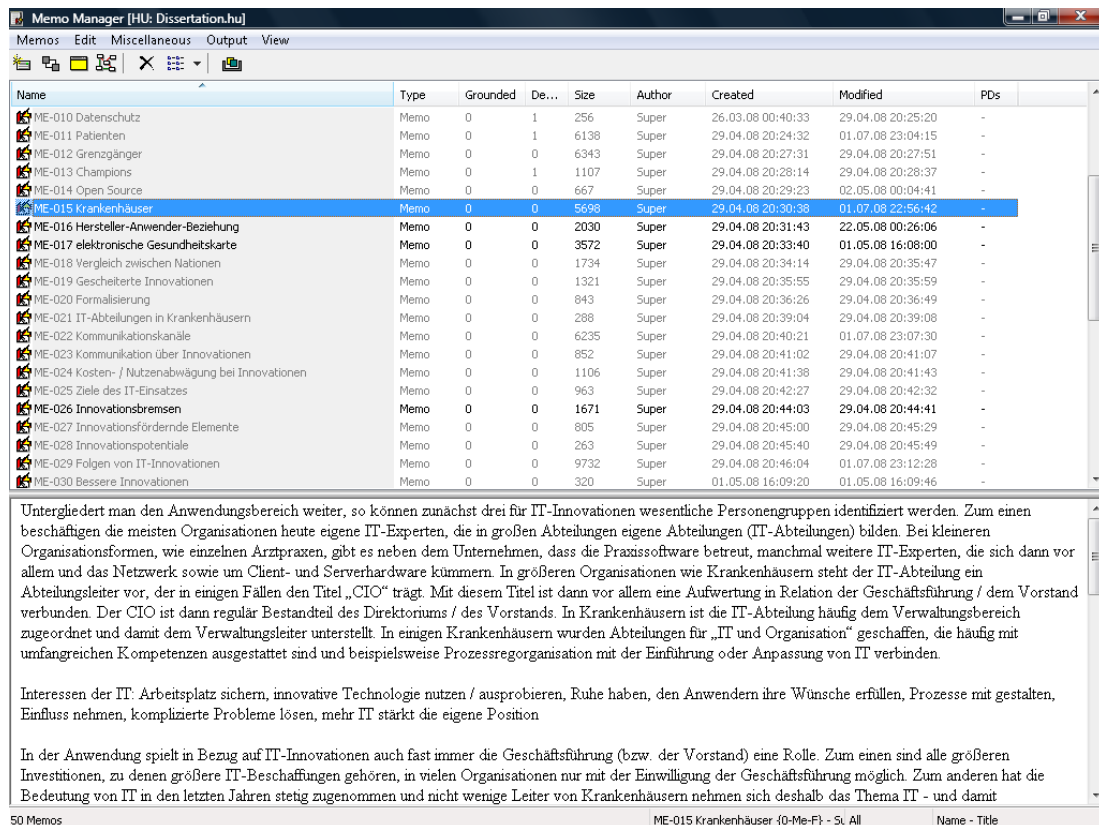 Memo Manager [HU: Dissertation.hu]
Memos Edit Miscellaneous Output View
Name Type Grounded De... Size Author Created Modified PDs
ME-010 Datenschutz Memo 0 1 256 Super 26.03.08 00:40:33 29.04.08 20:25:20 -
ME-011 Patienten Memo 0 1 6138 Super 29.04.08 20:24:32 01.07.08 23:04:15 -
ME-012 Grenzgänger Memo 0 0 6343 Super 29.04.08 20:27:31 29.04.08 20:27:51 -
ME-013 Champions Memo 0 1 1107 Super 29.04.08 20:28:14 29.04.08 20:28:37 -
ME-014 Open Source Memo 0 0 667 Super 29.04.08 20:29:23 02.05.08 00:04:41 -
ME-015 Krankenhäuser Memo 0 0 5698 Super 29.04.08 20:30:38 01.07.08 22:56:42 -
ME-016 Hersteller-Anwender-Beziehung Memo 0 0 2030 Super 29.04.08 20:31:43 22.05.08 00:26:06 -
ME-017 elektronische Gesundheitskarte Memo 0 0 3572 Super 29.04.08 20:33:40 01.05.08 16:08:00 -
ME-018 Vergleich zwischen Nationen Memo 0 0 1734 Super 29.04.08 20:34:14 29.04.08 20:35:47 -
ME-019 Gescheiterte Innovationen Memo 0 0 1321 Super 29.04.08 20:35:55 29.04.08 20:35:59 -
ME-020 Formalisierung Memo 0 0 843 Super 29.04.08 20:36:26 29.04.08 20:36:49 -
ME-021 IT-Abteilungen in Krankenhäusern Memo 0 0 288 Super 29.04.08 20:39:04 29.04.08 20:39:08 -
ME-022 Kommunikationskanäle Memo 0 0 6235 Super 29.04.08 20:40:21 01.07.08 23:07:30 -
ME-023 Kommunikation über Innovationen Memo 0 0 852 Super 29.04.08 20:41:02 29.04.08 20:41:07 -
ME-024 Kosten- / Nutzenabwägung bei Innovationen Memo 0 0 1106 Super 29.04.08 20:41:38 29.04.08 20:41:43 -
ME-025 Ziele des IT-Einsatzes Memo 0 0 963 Super 29.04.08 20:42:27 29.04.08 20:42:32 -
ME-026 Innovationsbremsen Memo 0 0 1671 Super 29.04.08 20:44:03 29.04.08 20:44:41 -
ME-027 Innovationsfördernde Elemente Memo 0 0 805 Super 29.04.08 20:45:00 29.04.08 20:45:29 -
ME-028 Innovationspotentiale Memo 0 0 263 Super 29.04.08 20:45:40 29.04.08 20:45:49 -
ME-029 Folgen von IT-Innovationen Memo 0 0 9732 Super 29.04.08 20:46:04 01.07.08 23:12:28 -
ME-030 Bessere Innovationen Memo 0 0 320 Super 01.05.08 16:09:20 01.05.08 16:09:46 -
Untergliedert man den Anwendungsbereich weiter, so können zunächst drei für IT-Innovationen wesentliche Personengruppen identifiziert werden. Zum einen
beschäftigen die meisten Organisationen heute eigene IT-Experten, die in großen Abteilungen eigene Abteilungen (IT-Abteilungen) bilden. Bei kleineren
Organisationsformen, wie einzelnen Arztpraxen, gibt es neben dem Unternehmen, dass die Praxissoftware betreut, manchmal weitere IT-Experten, die sich dann vor
allem und das Netzwerk sowie um Client- und Serverhardware kümmern. In größeren Organisationen wie Krankenhäusern steht der IT-Abteilung ein
Abteilungsleiter vor, der in einigen Fällen den Titel „CIO“ trägt. Mit diesem Titel ist dann vor allem eine Aufwertung in Relation der Geschäftsführung / dem Vorstand
verbunden. Der CIO ist dann regulär Bestandteil des Direktoriums / des Vorstands. In Krankenhäusern ist die IT-Abteilung häufig dem Verwaltungsbereich
zugeordnet und damit dem Verwaltungsleiter unterstellt. In einigen Krankenhäusern wurden Abteilungen für „IT und Organisation“ geschaffen, die häufig mit
umfangreichen Kompetenzen ausgestattet sind und beispielsweise Prozessregorganisation mit der Einführung oder Anpassung von IT verbinden.
Interessen der IT: Arbeitsplatz sichern, innovative Technologie nutzen / ausprobieren, Ruhe haben, den Anwendern ihre Wünsche erfüllen, Prozesse mit gestalten,
Einfluss nehmen, komplizierte Probleme lösen, mehr IT stärkt die eigene Position
In der Anwendung spielt in Bezug auf IT-Innovationen auch fast immer die Geschäftsführung (bzw. der Vorstand) eine Rolle. Zum einen sind alle größeren
Investitionen, zu denen größere IT-Beschaffungen gehören, in vielen Organisationen nur mit der Einwilligung der Geschäftsführung möglich. Zum anderen hat die
Bedeutung von IT in den letzten Jahren stetig zugenommen und nicht wenige Leiter von Krankenhäusern nehmen sich deshalb das Thema IT - und damit
50 Memos ME-015 Krankenhäuser {0-Me-F} - Su All Name - Title